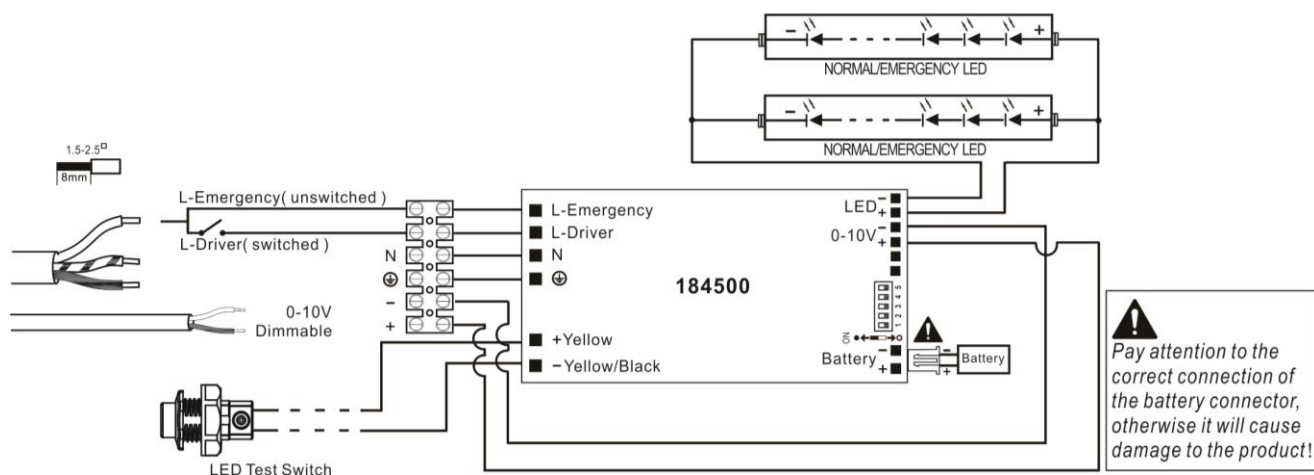 NORMAL/EMERGENCY LED
NORMAL/EMERGENCY LED
1.5-2.5□
8mm
L-Emergency( unswitched )
L-Driver( switched )
N
−
+
0-10V
Dimmable
LED Test Switch
L-Emergency
L-Driver
N
+Yellow
−Yellow/Black
184500
LED
−
+
0-10V
−
+
1 2 3 4 5
ON
Battery
−
+
−
+
Battery
Pay attention to the
correct connection of
the battery connector,
otherwise it will cause
damage to the product!